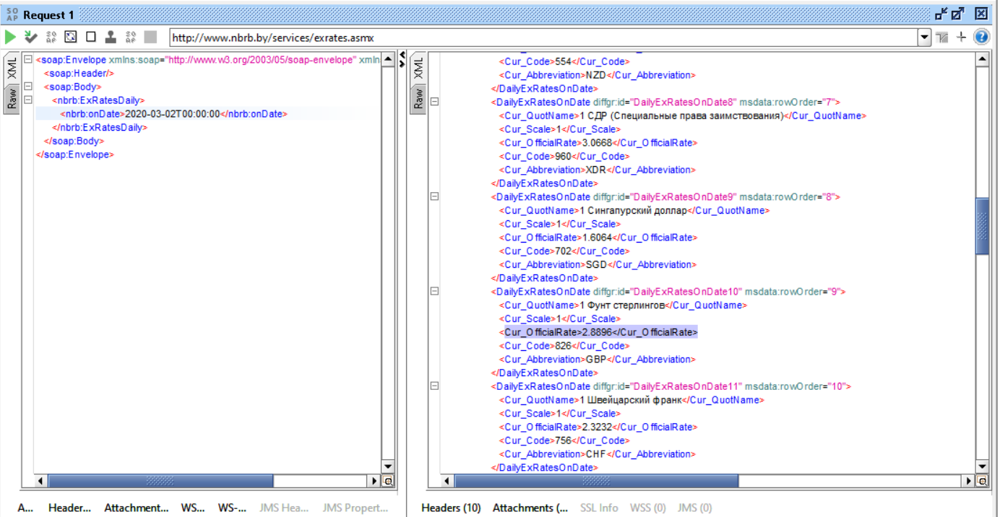 SO
AP Request 1
SO
AP
SO
AP
http://www.nbrb.by/services/exrates.asmx
XML
Raw
<soap:Envelope xmlns:soap="http://www.w3.org/2003/05/soap-envelope" xmln
<soap:Header/>
<soap:Body>
<nbrb:ExRatesDaily>
<nbrb:onDate>2020-03-02T00:00:00</nbrb:onDate>
</nbrb:ExRatesDaily>
</soap:Body>
</soap:Envelope>
XML
Raw
<Cur_Code>554</Cur_Code>
<Cur_Abbreviation>NZD</Cur_Abbreviation>
</DailyExRatesOnDate>
<DailyExRatesOnDate diffgr:id="DailyExRatesOnDate8" msdata:rowOrder="7">
<Cur_QuotName>1 СДР (Специальные права заимствования)</Cur_QuotName>
<Cur_Scale>1</Cur_Scale>
<Cur_OfficialRate>3.0668</Cur_OfficialRate>
<Cur_Code>960</Cur_Code>
<Cur_Abbreviation>XDR</Cur_Abbreviation>
</DailyExRatesOnDate>
<DailyExRatesOnDate diffgr:id="DailyExRatesOnDate9" msdata:rowOrder="8">
<Cur_QuotName>1 Сингапурский доллар</Cur_QuotName>
<Cur_Scale>1</Cur_Scale>
<Cur_OfficialRate>1.6064</Cur_OfficialRate>
<Cur_Code>702</Cur_Code>
<Cur_Abbreviation>SGD</Cur_Abbreviation>
</DailyExRatesOnDate>
<DailyExRatesOnDate diffgr:id="DailyExRatesOnDate10" msdata:rowOrder="9">
<Cur_QuotName>1 Фунт стерлингов</Cur_QuotName>
<Cur_Scale>1</Cur_Scale>
<Cur_OfficialRate>2.8896</Cur_OfficialRate>
<Cur_Code>826</Cur_Code>
<Cur_Abbreviation>GBP</Cur_Abbreviation>
</DailyExRatesOnDate>
<DailyExRatesOnDate diffgr:id="DailyExRatesOnDate11" msdata:rowOrder="10">
<Cur_QuotName>1 Швейцарский франк</Cur_QuotName>
<Cur_Scale>1</Cur_Scale>
<Cur_OfficialRate>2.3232</Cur_OfficialRate>
<Cur_Code>756</Cur_Code>
<Cur_Abbreviation>CHF</Cur_Abbreviation>
</DailyExRatesOnDate>
A... Header... Attachment... WS... WS-... JMS Hea... JMS Propert...
Headers (10) Attachments (... SSL Info WSS (0) JMS (0)